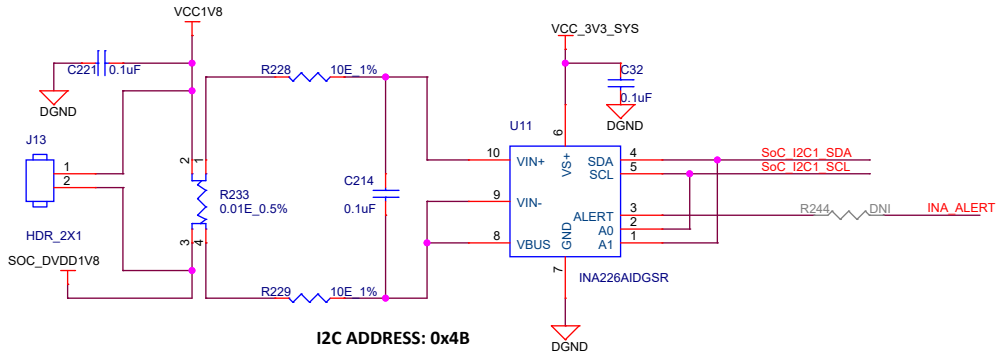 VCC1V8
VCC_3V3_SYS
C221
0.1uF
R228
10E_1%
C32
0.1uF
DGND
DGND
U11
J13
6
1
2
2
1
10
VIN+
VS+
SDA
4
SoC_I2C1_SDA
SCL
5
SoC_I2C1_SCL
C214
0.1uF
R233
0.01E_0.5%
9
VIN-
ALERT
3
R244
DNI
INA_ALERT
A0
2
HDR_2X1
3
4
8
VBUS
GND
A1
1
SOC_DVDD1V8
7
INA226AIDGSR
R229
10E_1%
I2C ADDRESS: 0x4B
DGND